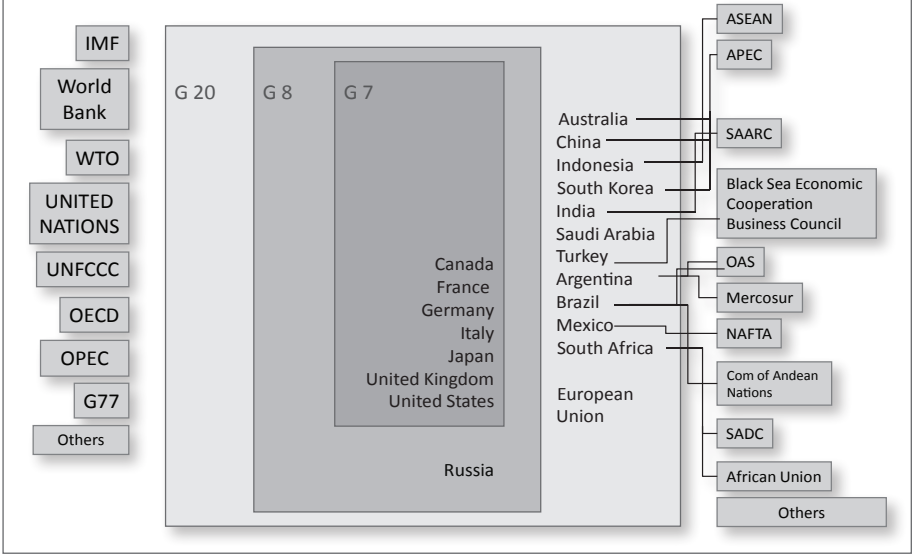 IMF
World
Bank
WTO
UNITED
NATIONS
UNFCCC
OECD
OPEC
G77
Others
G 20
G 8
G 7
Canada
France
Germany
Italy
Japan
United Kingdom
United States
Russia
Australia
China
Indonesia
South Korea
India
Saudi Arabia
Turkey
Argentina
Brazil
Mexico
South Africa
European
Union
ASEAN
APEC
SAARC
Black Sea Economic
Cooperation
Business Council
OAS
Mercosur
NAFTA
Com of Andean
Nations
SADC
African Union
Others